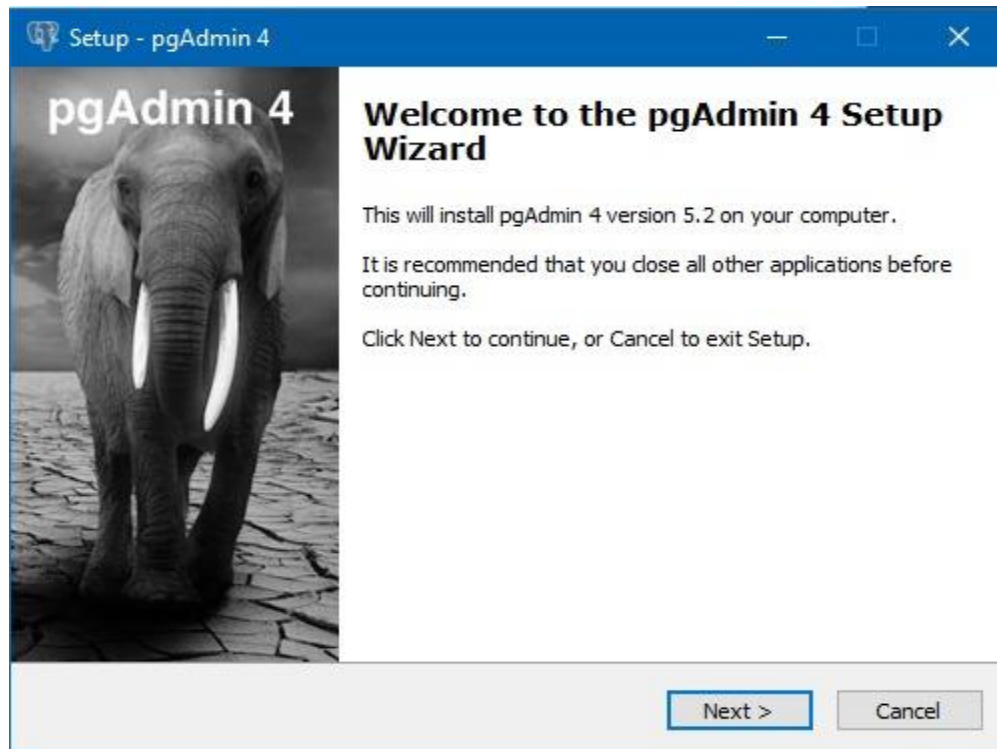 Setup - pgAdmin 4
pgAdmin 4
Welcome to the pgAdmin 4 Setup
Wizard
This will install pgAdmin 4 version 5.2 on your computer.
It is recommended that you close all other applications before
continuing.
Click Next to continue, or Cancel to exit Setup.
Next >
Cancel